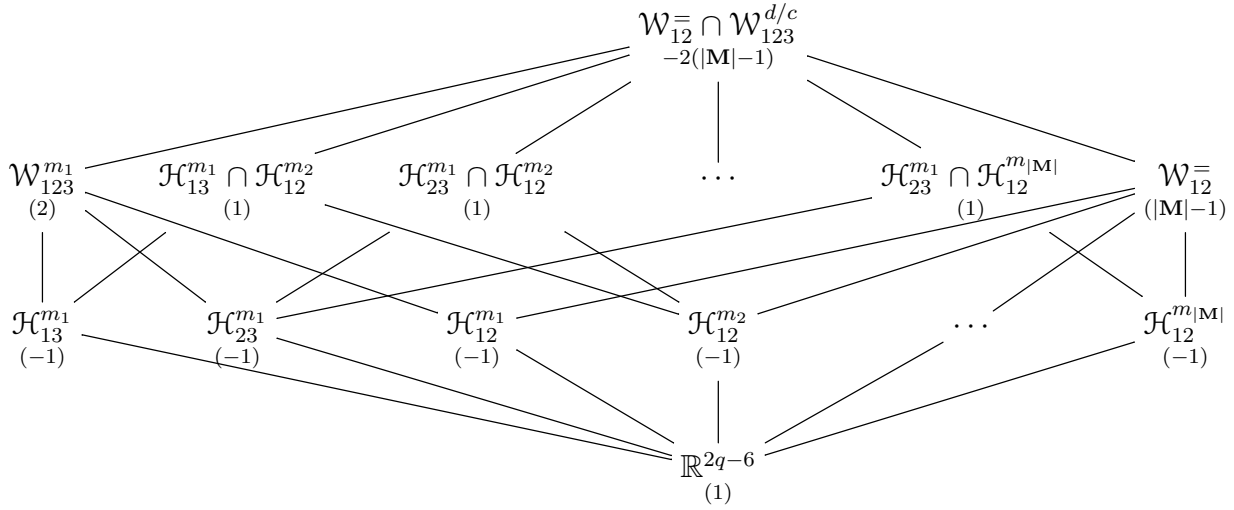 𝒲₁₂⁼ ∩ 𝒲₁₂₃^{d/c}
−2(|𝐌|−1)
𝒲₁₂₃^{m₁} ℋ₁₃^{m₁} ∩ ℋ₁₂^{m₂} ℋ₂₃^{m₁} ∩ ℋ₁₂^{m₂} ⋯ ℋ₂₃^{m₁} ∩ ℋ₁₂^{m_{|𝐌|}} 𝒲₁₂⁼
(2) (1) (1) (1) (|𝐌|−1)
ℋ₁₃^{m₁} ℋ₂₃^{m₁} ℋ₁₂^{m₁} ℋ₁₂^{m₂} ⋯ ℋ₁₂^{m_{|𝐌|}}
(−1) (−1) (−1) (−1) (−1)
ℝ^{2q−6}
(1)